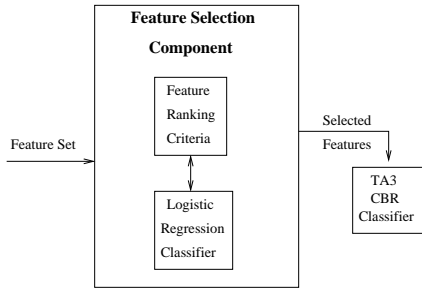 Feature Selection
Component
Feature
Ranking
Criteria
Feature Set
Logistic
Regression
Classifier
Selected
Features
TA3
CBR
Classifier